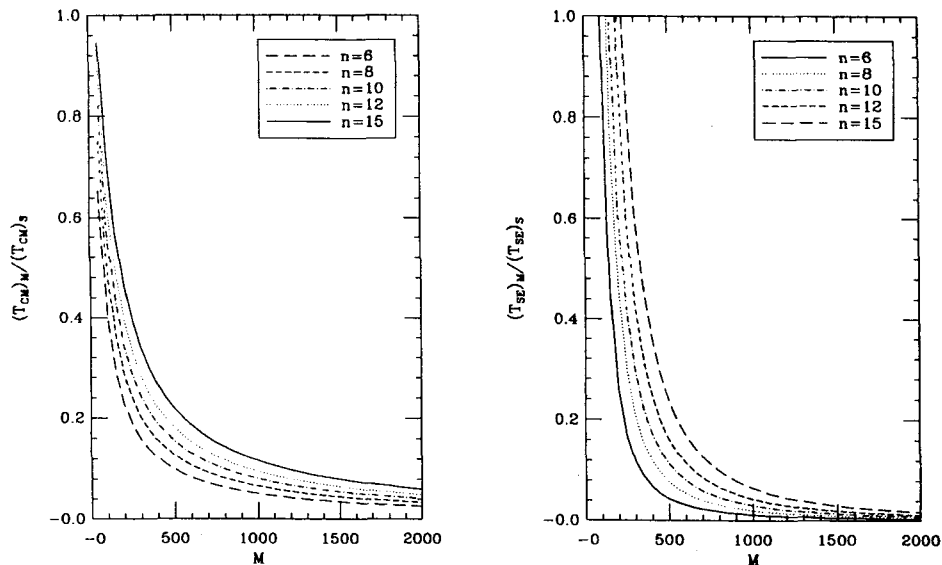 (T_CM)_M/(T_CM)_S
1.0
0.8
0.6
0.4
0.2
-0.0
n=6
n=8
n=10
n=12
n=15
-0 500 1000 1500 2000
M
(T_SE)_M/(T_SE)_S
1.0
0.8
0.6
0.4
0.2
-0.0
n=6
n=8
n=10
n=12
n=15
-0 500 1000 1500 2000
M